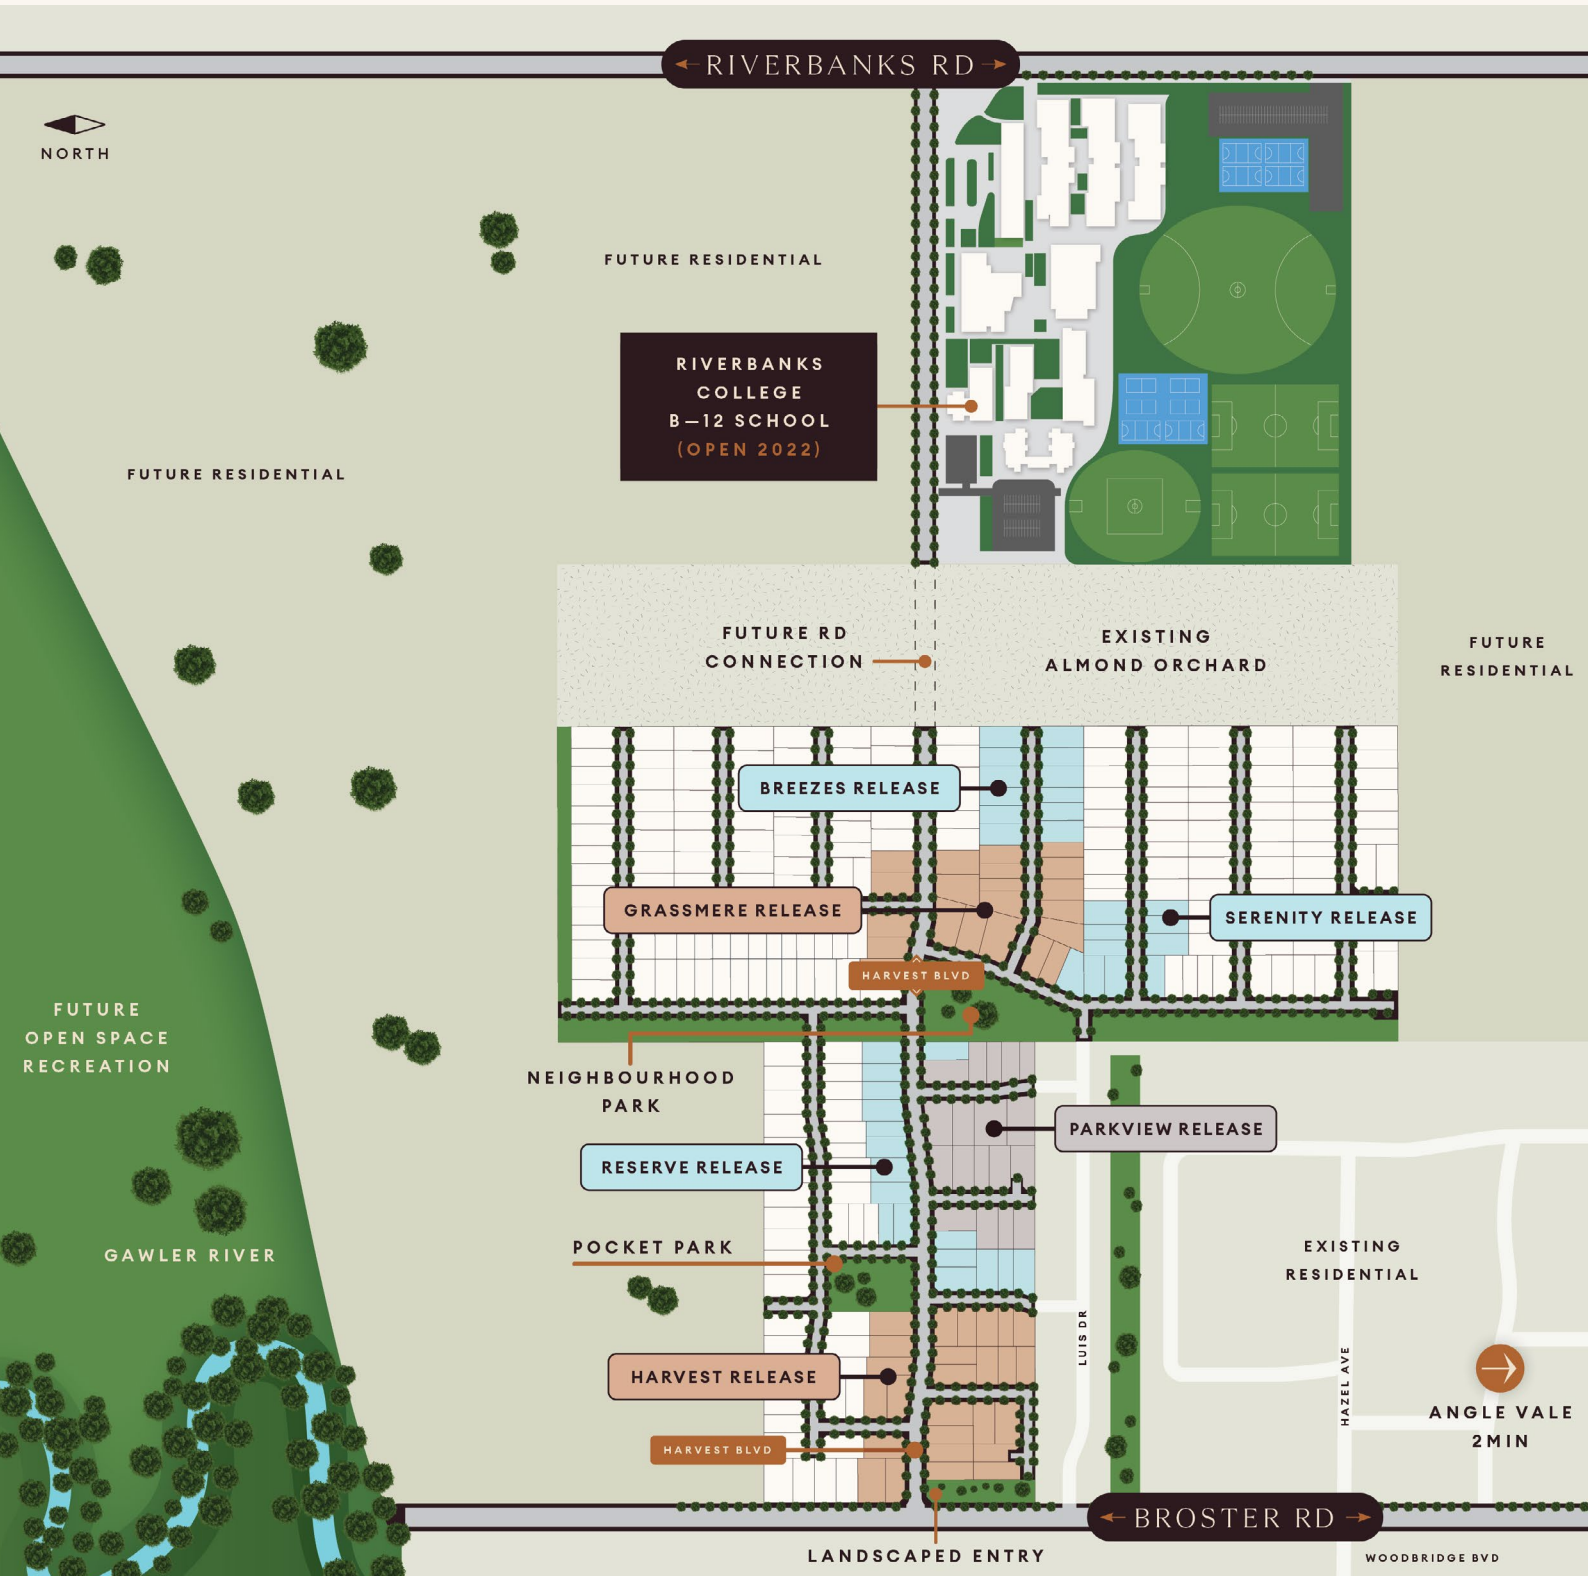 RIVERBANKS RD
NORTH
FUTURE RESIDENTIAL
RIVERBANKS
COLLEGE
B—12 SCHOOL
(OPEN 2022)
FUTURE RESIDENTIAL
FUTURE RD
CONNECTION
EXISTING
ALMOND ORCHARD
FUTURE
RESIDENTIAL
BREEZES RELEASE
GRASSMERE RELEASE
SERENITY RELEASE
HARVEST BLVD
FUTURE
OPEN SPACE
RECREATION
NEIGHBOURHOOD
PARK
PARKVIEW RELEASE
RESERVE RELEASE
POCKET PARK
GAWLER RIVER
EXISTING
RESIDENTIAL
LUIS DR
HAZEL AVE
HARVEST RELEASE
ANGLE VALE
2MIN
HARVEST BLVD
BROSTER RD
LANDSCAPED ENTRY
WOODBRIDGE BVD